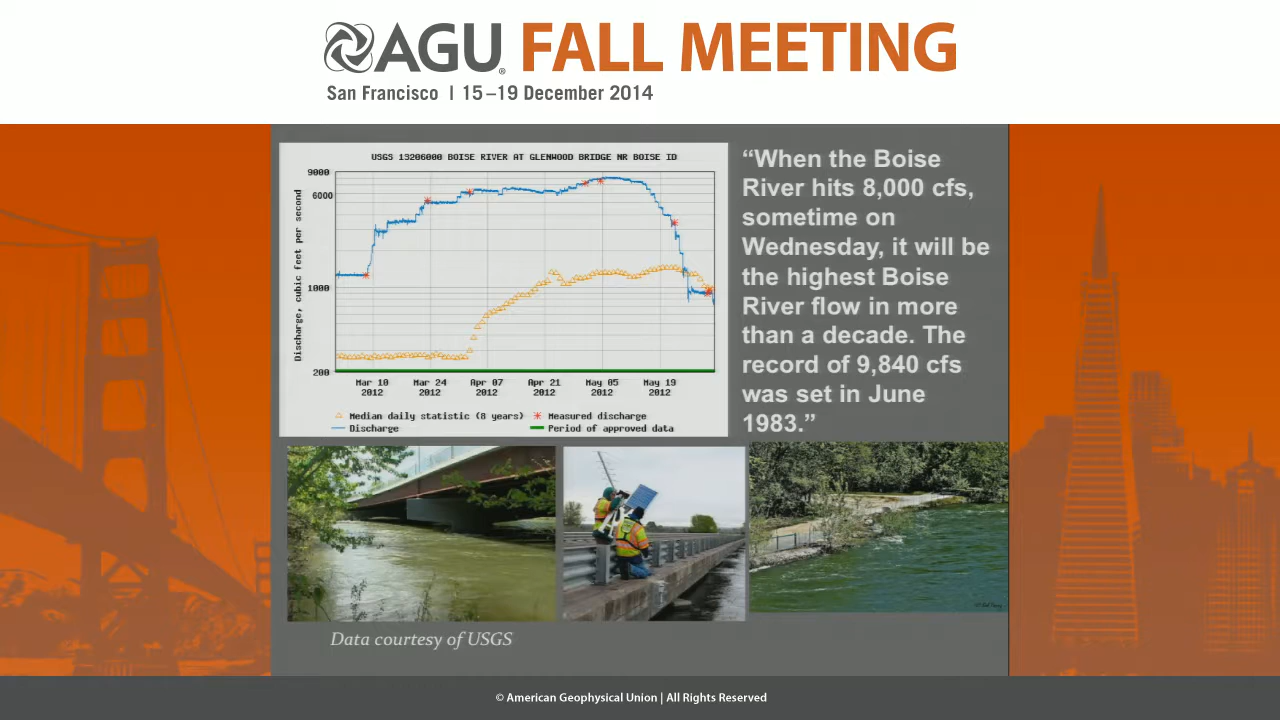 AGU® FALL MEETING
San Francisco | 15–19 December 2014
USGS 13206000 BOISE RIVER AT GLENWOOD BRIDGE NR BOISE ID
Discharge, cubic feet per second
9000
6000
1000
200
Mar 10 2012
Mar 24 2012
Apr 07 2012
Apr 21 2012
May 05 2012
May 19 2012
Median daily statistic (8 years)
Measured discharge
Discharge
Period of approved data
“When the Boise
River hits 8,000 cfs,
sometime on
Wednesday, it will be
the highest Boise
River flow in more
than a decade. The
record of 9,840 cfs
was set in June
1983.”
Data courtesy of USGS
© American Geophysical Union | All Rights Reserved